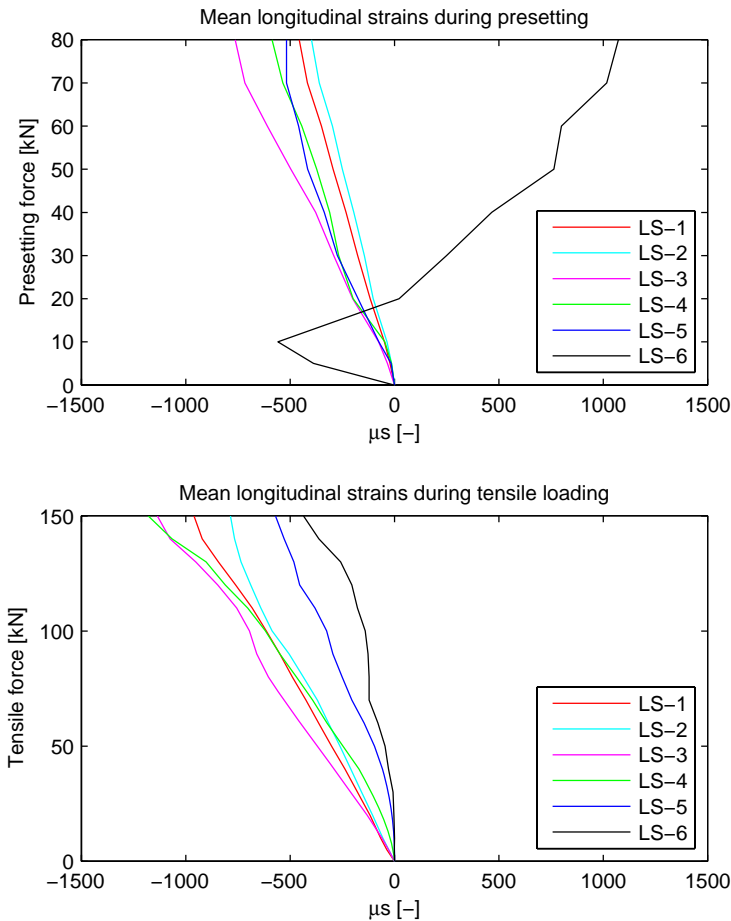 Mean longitudinal strains during presetting
Presetting force [kN]
80
70
60
50
40
30
20
10
0
−1500
−1000
−500
0
500
1000
1500
μs [−]
LS−1
LS−2
LS−3
LS−4
LS−5
LS−6
Mean longitudinal strains during tensile loading
Tensile force [kN]
150
100
50
0
−1500
−1000
−500
0
500
1000
1500
μs [−]
LS−1
LS−2
LS−3
LS−4
LS−5
LS−6